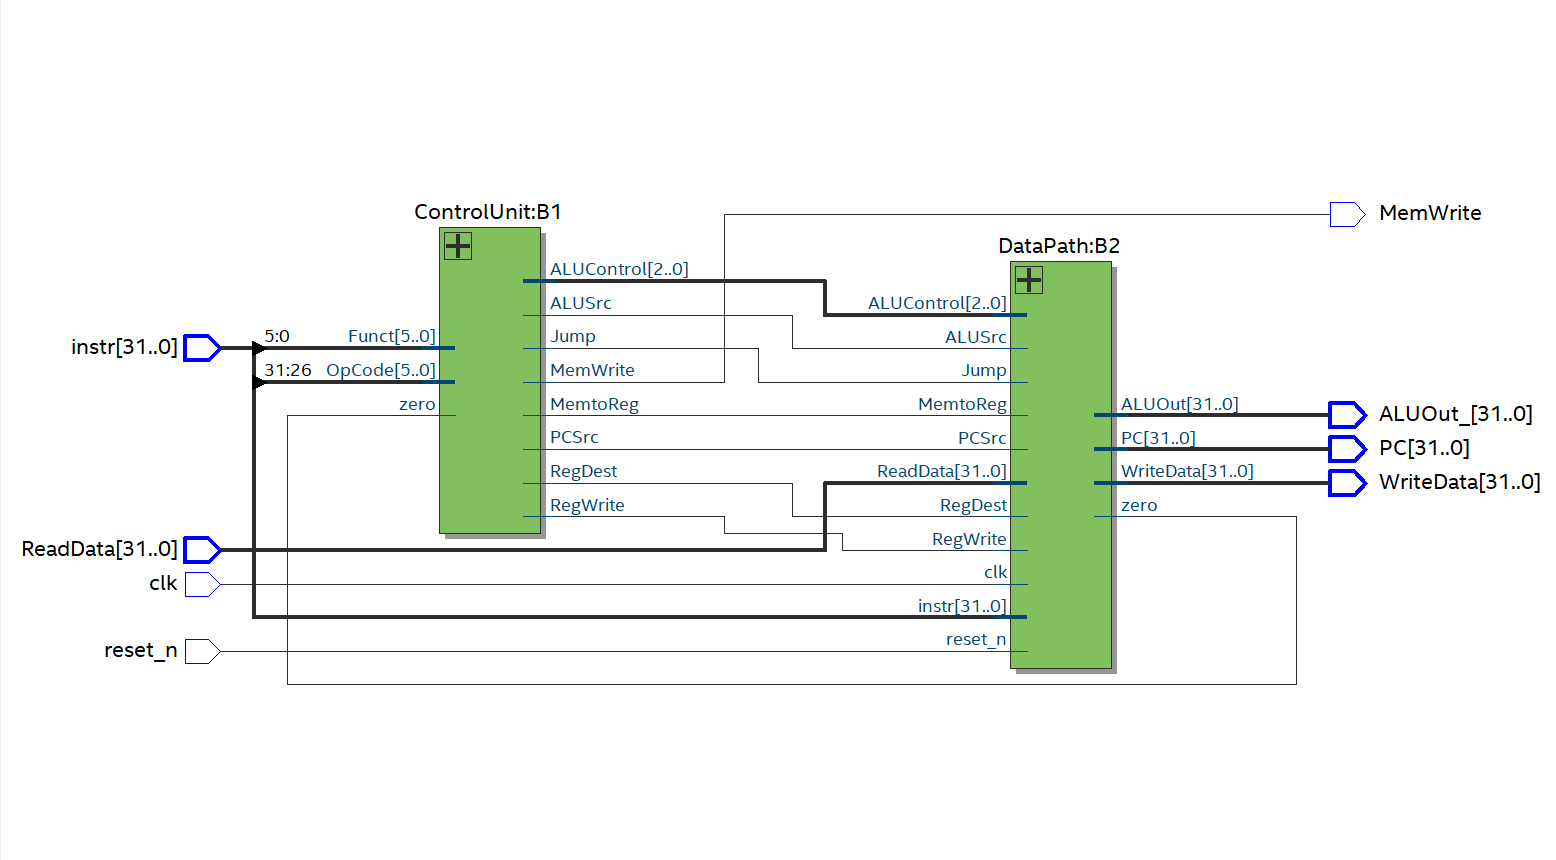 ControlUnit:B1
MemWrite
DataPath:B2
ALUControl[2..0]
ALUSrc
ALUControl[2..0]
5:0
Funct[5..0]
Jump
ALUSrc
instr[31..0]
31:26
OpCode[5..0]
MemWrite
Jump
zero
MemtoReg
MemtoReg
ALUOut[31..0]
ALUOut_[31..0]
PCSrc
PCSrc
PC[31..0]
PC[31..0]
RegDest
ReadData[31..0]
WriteData[31..0]
WriteData[31..0]
RegWrite
RegDest
zero
ReadData[31..0]
RegWrite
clk
clk
instr[31..0]
reset_n
reset_n